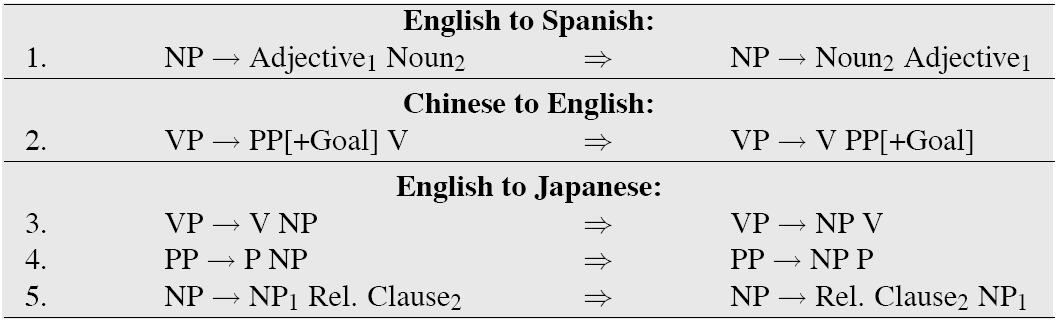 English to Spanish:
1. NP → Adjective₁ Noun₂ ⇒ NP → Noun₂ Adjective₁
Chinese to English:
2. VP → PP[+Goal] V ⇒ VP → V PP[+Goal]
English to Japanese:
3. VP → V NP ⇒ VP → NP V
4. PP → P NP ⇒ PP → NP P
5. NP → NP₁ Rel. Clause₂ ⇒ NP → Rel. Clause₂ NP₁